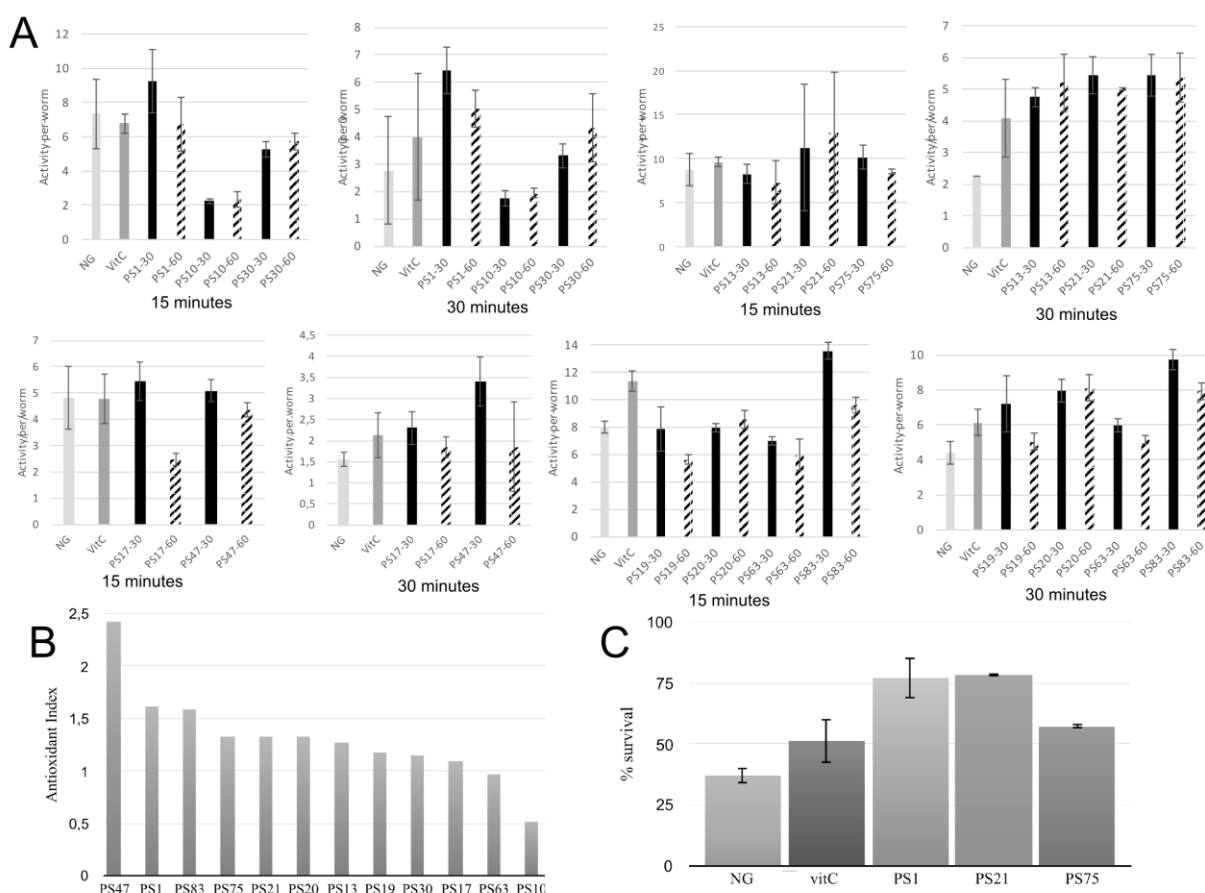 A
Activity-per-worm
12
10
8
6
4
2
0
NG
VitC
PS1-30
PS1-60
PS10-30
PS10-60
PS30-30
PS30-60
15 minutes
8
7
6
5
4
3
2
1
0
NG
VitC
PS1-30
PS1-60
PS10-30
PS10-60
PS30-30
PS30-60
30 minutes
Activity-per-worm
25
20
15
10
5
0
NG
VitC
PS13-30
PS13-60
PS21-30
PS21-60
PS75-30
PS75-60
15 minutes
Activity/per/worm
8
7
6
5
4
3
2
1
0
NG
VitC
PS13-30
PS13-60
PS21-30
PS21-60
PS75-30
PS75-60
30 minutes
Activity/per/worm
7
6
5
4
3
2
1
0
NG
VitC
PS17-30
PS17-60
PS47-30
PS47-60
15 minutes
Activity.per.worm
4,5
4
3,5
3
2,5
2
1,5
1
0,5
0
NG
VitC
PS17-30
PS17-60
PS47-30
PS47-60
30 minutes
Activity-per-worm
14
12
10
8
6
4
2
0
NG
VitC
PS19-30
PS19-60
PS20-30
PS20-60
PS63-30
PS63-60
PS83-30
PS83-60
15 minutes
Activity-per-worm
10
8
6
4
2
0
NG
VitC
PS19-30
PS19-60
PS20-30
PS20-60
PS63-30
PS63-60
PS83-30
PS83-60
30 minutes
B
Antioxidant Index
2,5
2
1,5
1
0,5
0
PS47 PS1 PS83 PS75 PS21 PS20 PS13 PS19 PS30 PS17 PS63 PS10
C
% survival
100
75
50
25
0
NG vitC PS1 PS21 PS75